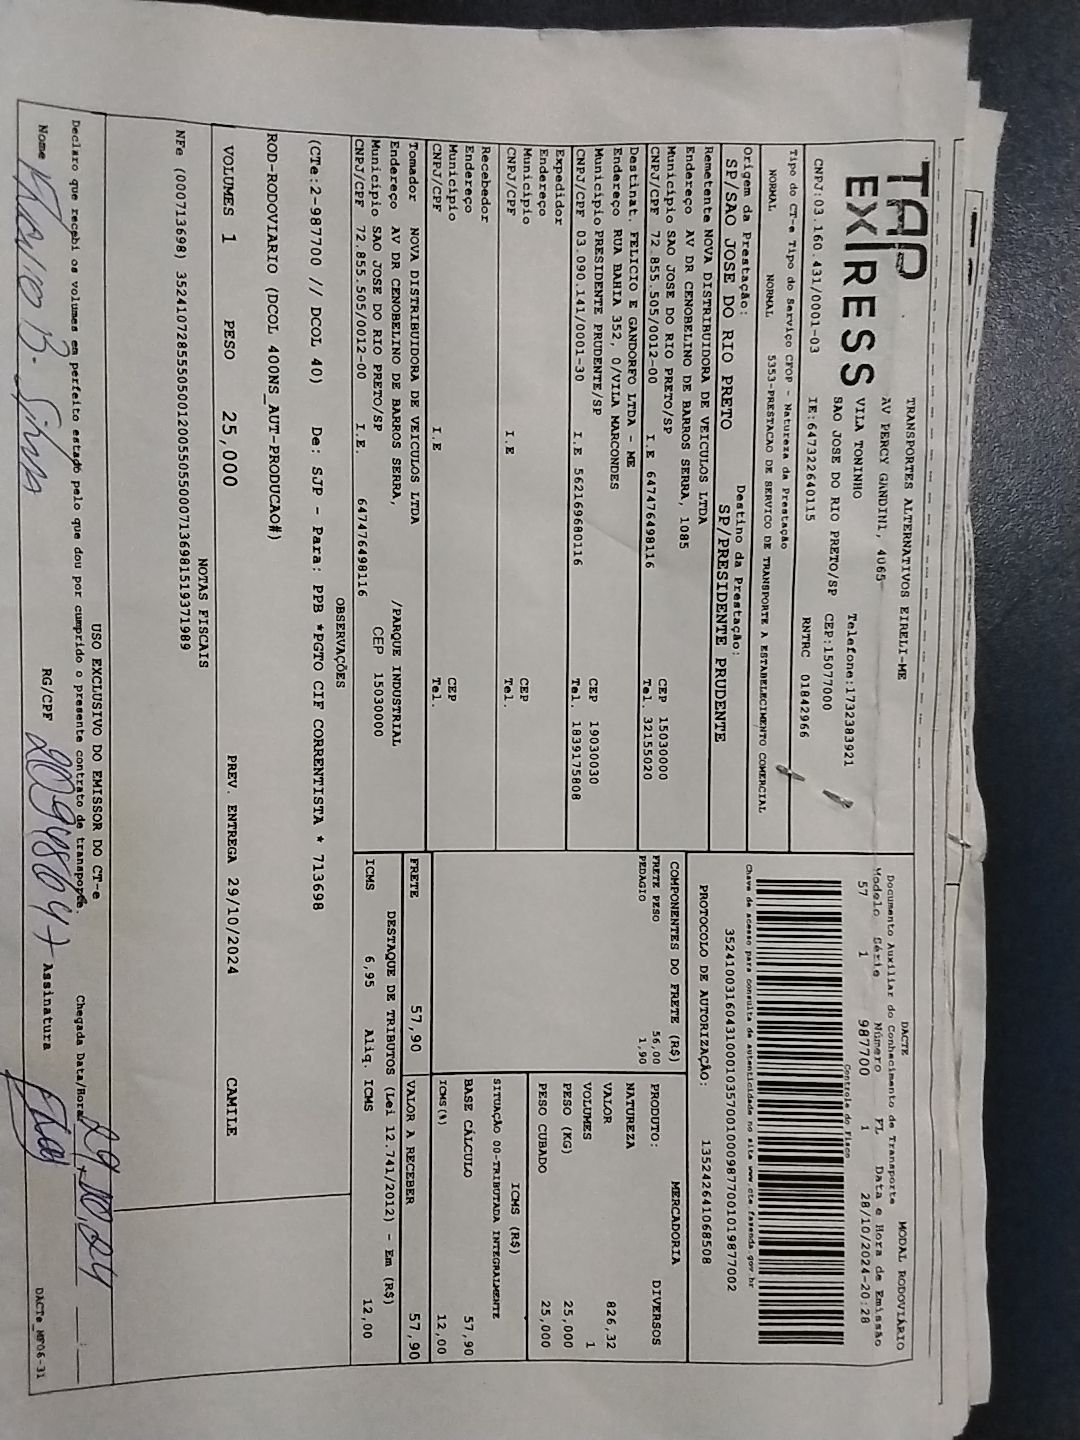 TAP EXPRESS
TRANSPORTES ALTERNATIVOS EIRELI-ME
AV PERCY GANDINI, 4065
VILA TONINHO
SAO JOSE DO RIO PRETO/SP
Telefone:1732383921
CEP:15077000
CNPJ:03.160.431/0001-03 IE:647322640115 RNTRC 01842966
DACTE MODAL RODOVIÁRIO
Documento Auxiliar do Conhecimento de Transporte
Modelo Série Número FL Data e Hora de Emissão
57 1 987700 1 28/10/2024-20:28
Controle do Fisco
Chave de acesso para consulta de autenticidade no site www.cte.fazenda.gov.br
35241003160431000103570010009877001019877002
PROTOCOLO DE AUTORIZAÇÃO: 135242641068508
Tipo do CT-e Tipo do Serviço CFOP - Natureza da Prestação
NORMAL NORMAL 5353-PRESTACAO DE SERVICO DE TRANSPORTE A ESTABELECIMENTO COMERCIAL
Origem da Prestação: Destino da Prestação:
SP/SAO JOSE DO RIO PRETO SP/PRESIDENTE PRUDENTE
Remetente NOVA DISTRIBUIDORA DE VEICULOS LTDA
Endereço AV DR CENOBELINO DE BARROS SERRA, 1085
Município SAO JOSE DO RIO PRETO/SP CEP 15030000
CNPJ/CPF 72.855.505/0012-00 I.E 647476498116 Tel. 32155020
Destinat. FELICIO E GANDORFO LTDA - ME
Endereço RUA BAHIA 352, 0/VILA MARCONDES
Município PRESIDENTE PRUDENTE/SP CEP 19030030
CNPJ/CPF 03.090.141/0001-30 I.E 562169680116 Tel. 1839175808
Expedidor
Endereço
Município CEP
CNPJ/CPF I.E Tel.
Recebedor
Endereço
Município CEP
CNPJ/CPF I.E Tel.
Tomador NOVA DISTRIBUIDORA DE VEICULOS LTDA
Endereço AV DR CENOBELINO DE BARROS SERRA, /PARQUE INDUSTRIAL
Município SAO JOSE DO RIO PRETO/SP CEP 15030000
CNPJ/CPF 72.855.505/0012-00 I.E. 647476498116
COMPONENTES DO FRETE (R$)
FRETE PESO 56,00
PEDAGIO 1,90
MERCADORIA
PRODUTO: DIVERSOS
NATUREZA
VALOR 826,32
VOLUMES 1
PESO (KG) 25,000
PESO CUBADO 25,000
ICMS (R$)
SITUAÇÃO 00-TRIBUTADA INTEGRALMENTE
BASE CÁLCULO 57,90
ICMS(%) 12,00
FRETE 57,90 VALOR A RECEBER 57,90
DESTAQUE DE TRIBUTOS (Lei 12.741/2012) - Em (R$)
ICMS 6,95 Aliq. ICMS 12,00
OBSERVAÇÕES
(CTe:2-987700 // DCOL 40) De: SJP - Para: PPB *PGTO CIF CORRENTISTA * 713698
ROD-RODOVIARIO (DCOL 400NS_AUT-PRODUCAO#)
VOLUMES 1 PESO 25,000 PREV. ENTREGA 29/10/2024 CAMILE
NOTAS FISCAIS
NFe (000713698) 35241072855505001200550550007136981519371989
USO EXCLUSIVO DO EMISSOR DO CT-e
Declaro que recebi os volumes em perfeito estado pelo que dou por cumprido o presente contrato de transporte. Chegada Data/Hora 29 10 24 :
Nome B. Silva RG/CPF Assinatura
DACTe_MF06-31